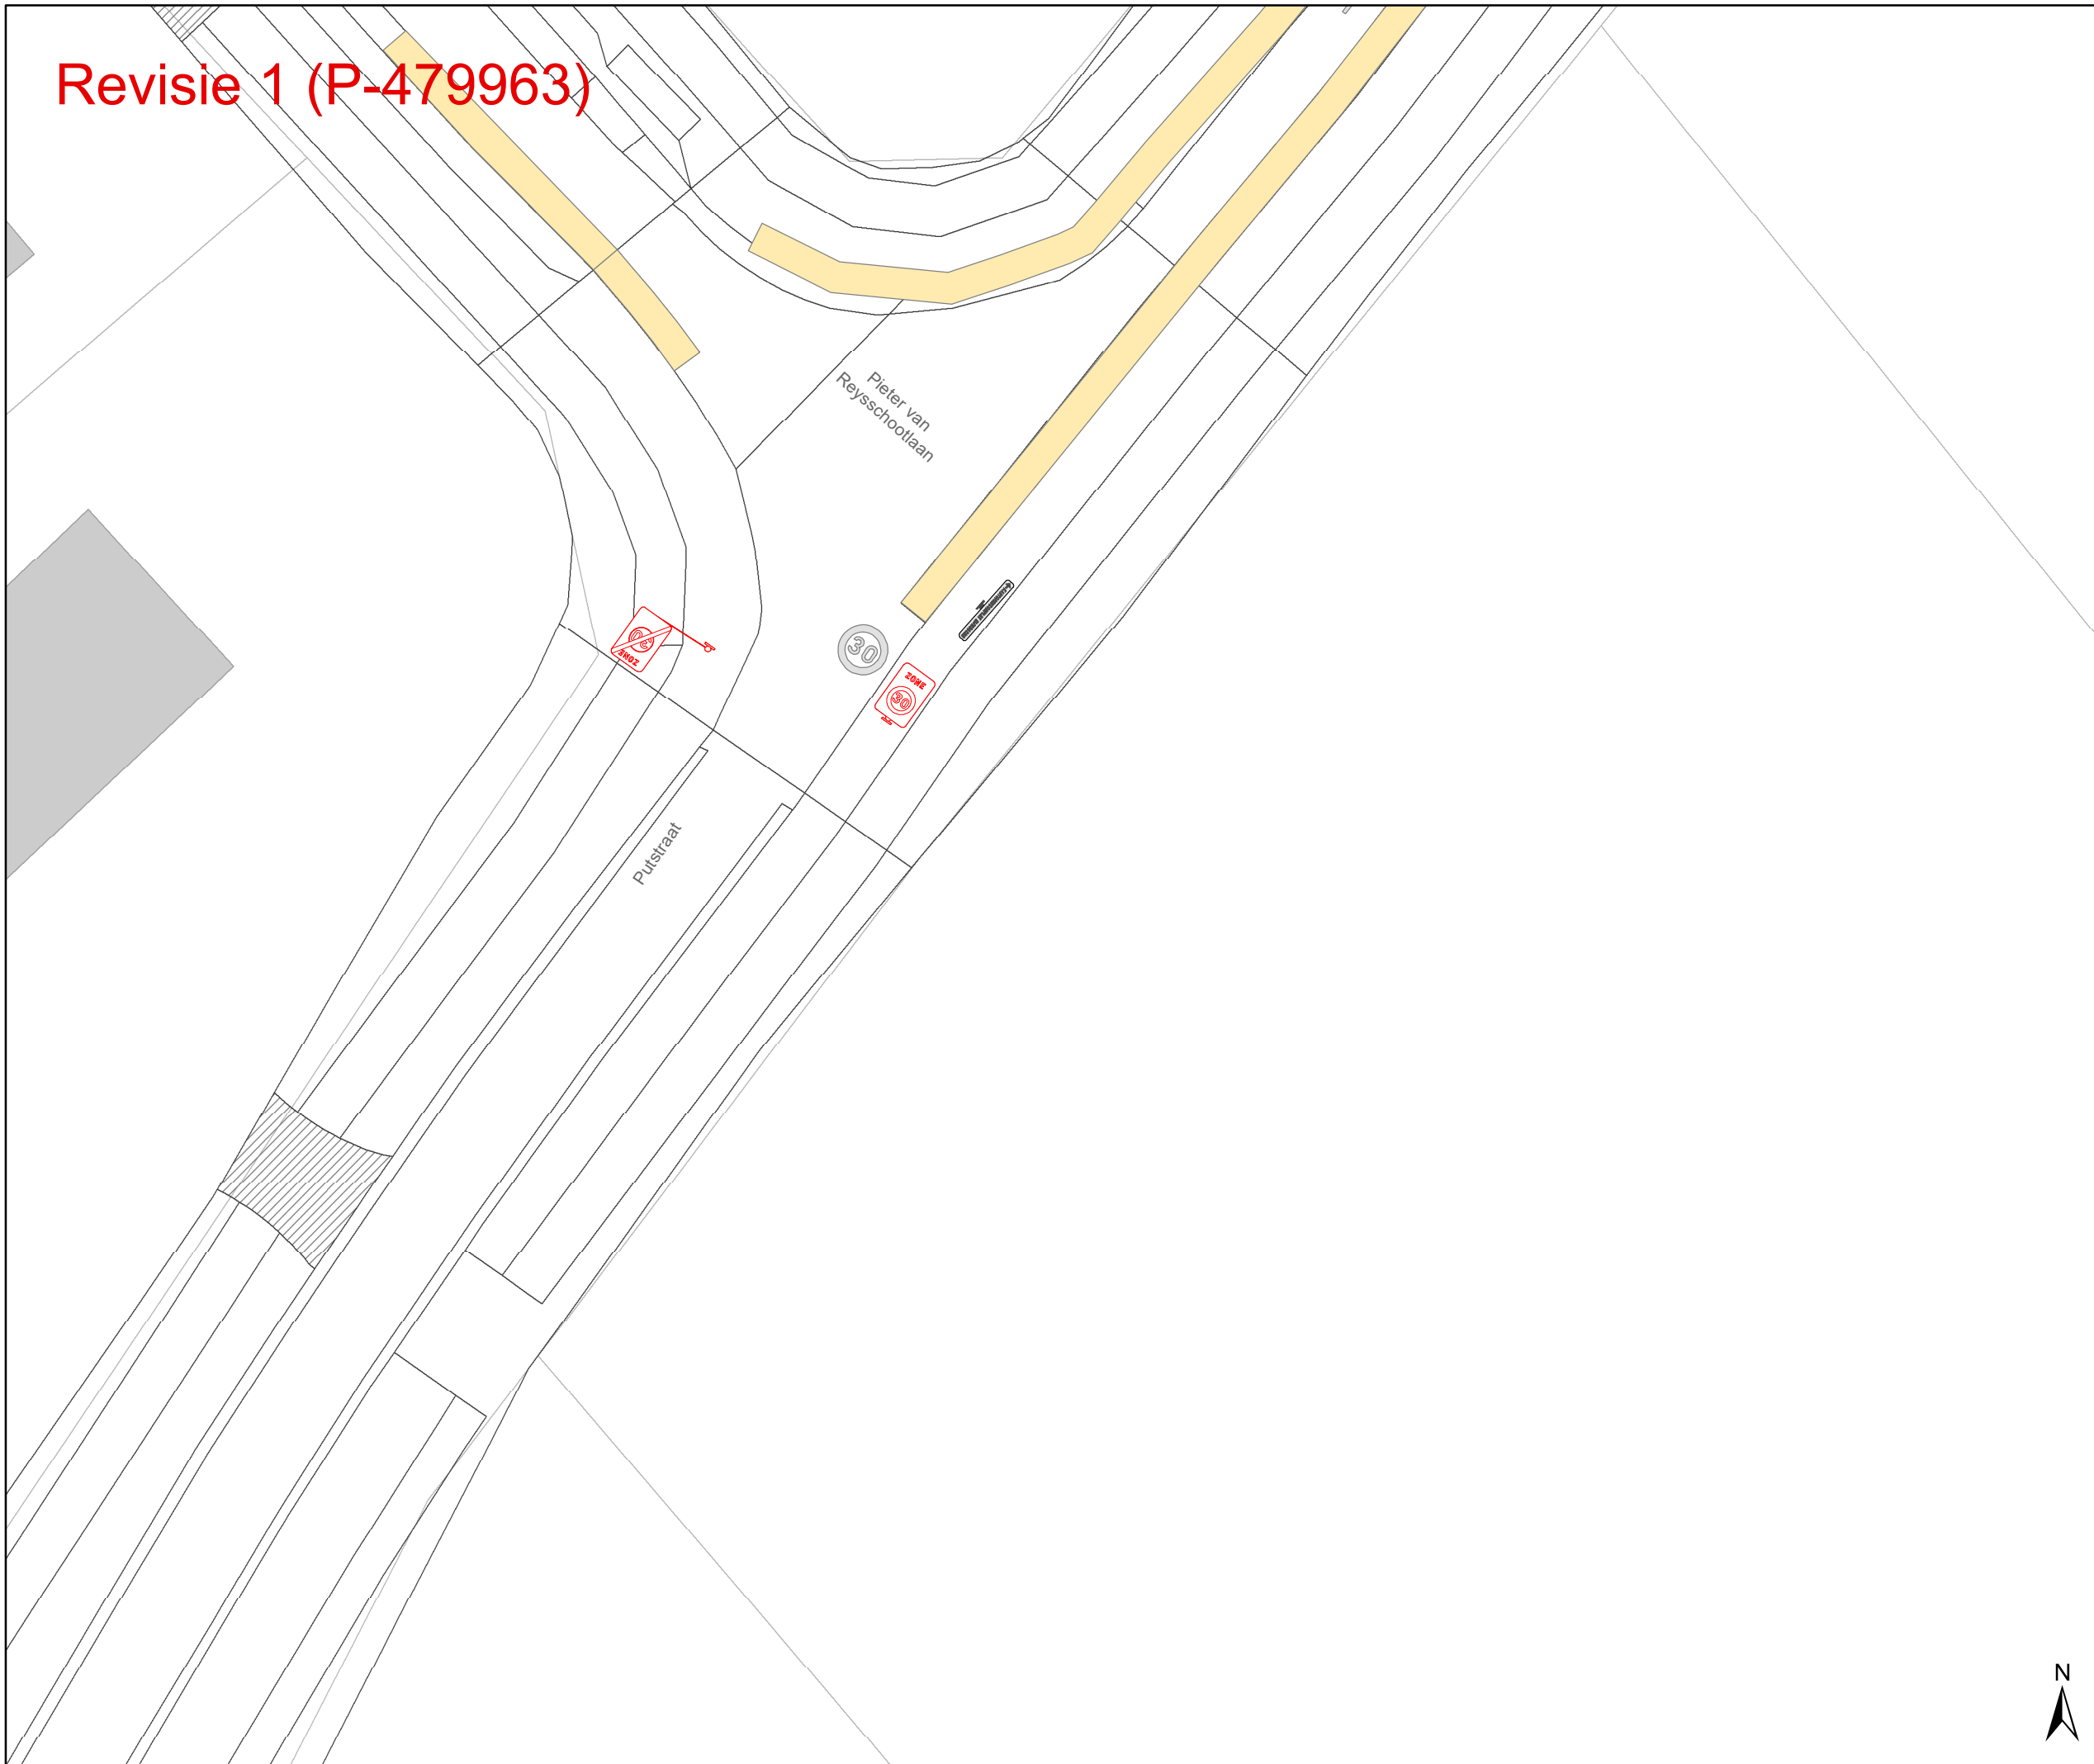 Revisie 1 (P-479963)
Pieter van
Reysschootlaan
30
30
ZONE
ZONE
30
Putstraat
N